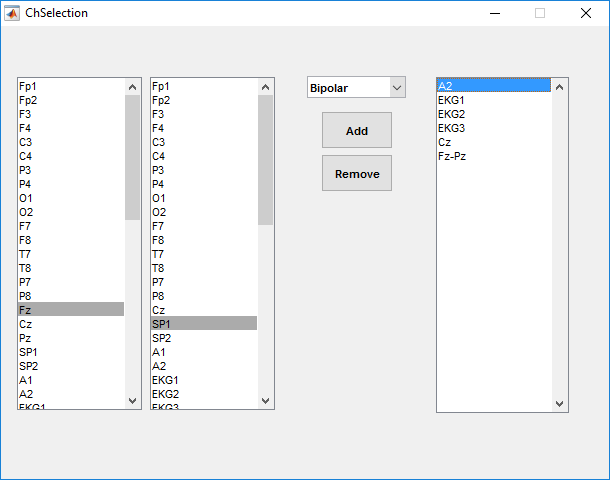 ChSelection
Fp1
Fp2
F3
F4
C3
C4
P3
P4
O1
O2
F7
F8
T7
T8
P7
P8
Fz
Cz
Pz
SP1
SP2
A1
A2
EKG1
Fp1
Fp2
F3
F4
C3
C4
P3
P4
O1
O2
F7
F8
T7
T8
P7
P8
Cz
SP1
SP2
A1
A2
EKG1
EKG2
EKG3
Bipolar
Add
Remove
A2
EKG1
EKG2
EKG3
Cz
Fz-Pz